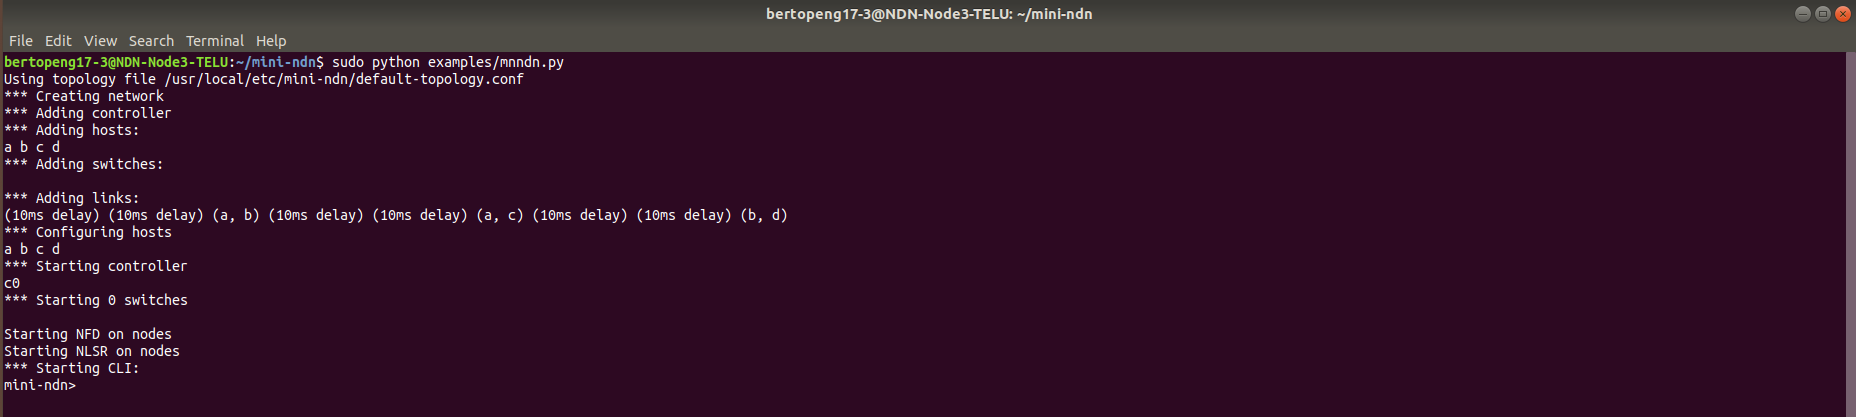 bertopeng17-3@NDN-Node3-TELU: ~/mini-ndn
File Edit View Search Terminal Help
bertopeng17-3@NDN-Node3-TELU:~/mini-ndn$ sudo python examples/mnndn.py
Using topology file /usr/local/etc/mini-ndn/default-topology.conf
*** Creating network
*** Adding controller
*** Adding hosts:
a b c d
*** Adding switches:
*** Adding links:
(10ms delay) (10ms delay) (a, b) (10ms delay) (10ms delay) (a, c) (10ms delay) (10ms delay) (b, d)
*** Configuring hosts
a b c d
*** Starting controller
c0
*** Starting 0 switches
Starting NFD on nodes
Starting NLSR on nodes
*** Starting CLI:
mini-ndn>